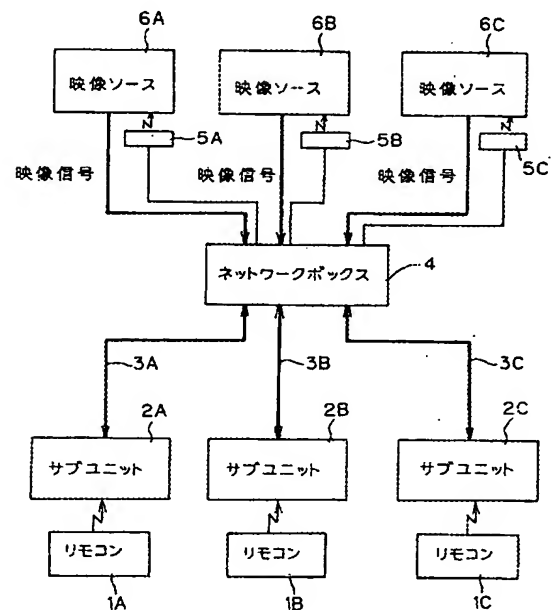 6A 6B 6C
映像ソース 映像ソース 映像ソース
5A 5B 5C
映像信号 映像信号 映像信号
ネットワークボックス 4
3A 3B 3C
2A 2B 2C
サブユニット サブユニット サブユニット
リモコン リモコン リモコン
1A 1B 1C